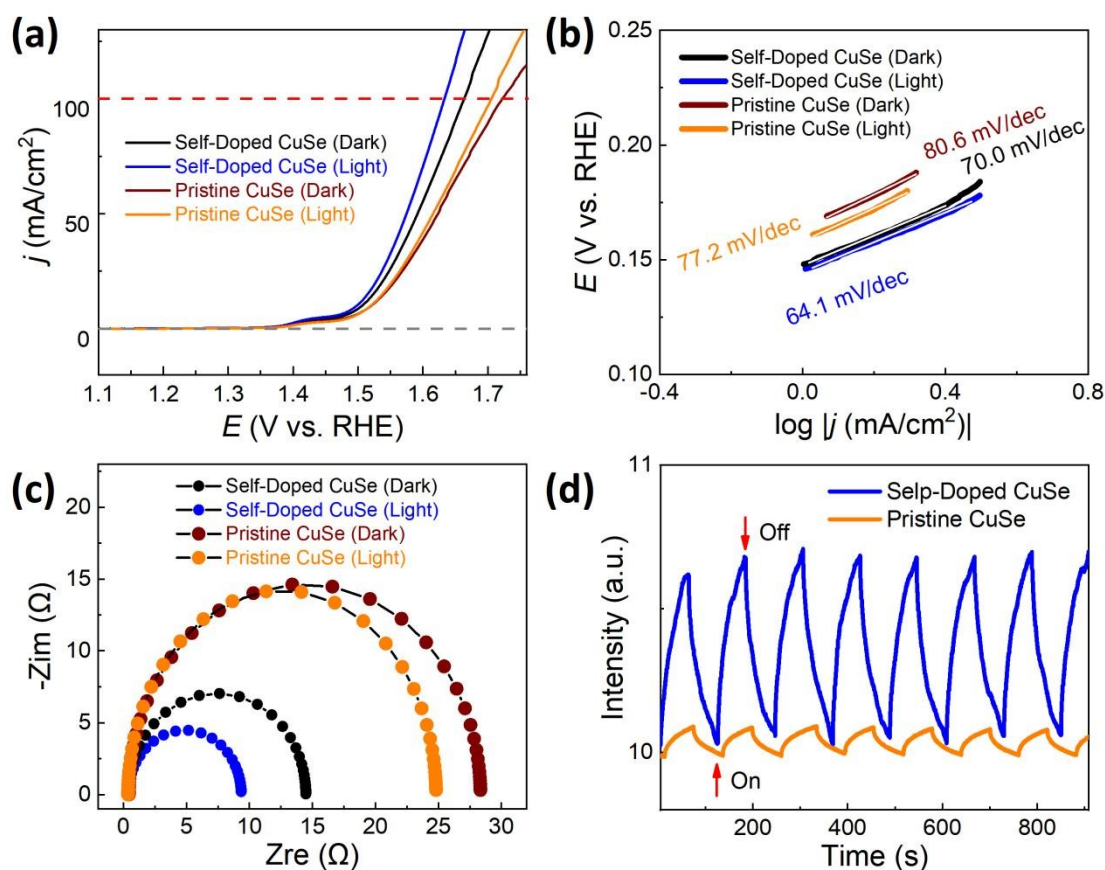 (a)
100
50
0
j (mA/cm²)
Self-Doped CuSe (Dark)
Self-Doped CuSe (Light)
Pristine CuSe (Dark)
Pristine CuSe (Light)
1.1 1.2 1.3 1.4 1.5 1.6 1.7
E (V vs. RHE)
(b)
Self-Doped CuSe (Dark)
Self-Doped CuSe (Light)
Pristine CuSe (Dark)
Pristine CuSe (Light)
0.25
0.20
0.15
0.10
E (V vs. RHE)
80.6 mV/dec
70.0 mV/dec
77.2 mV/dec
64.1 mV/dec
-0.4 0.0 0.4 0.8
log |j (mA/cm²)|
(c)
Self-Doped CuSe (Dark)
Self-Doped CuSe (Light)
Pristine CuSe (Dark)
Pristine CuSe (Light)
20
15
10
5
0
-Zim (Ω)
0 5 10 15 20 25 30
Zre (Ω)
(d)
11
10
Intensity (a.u.)
Selp-Doped CuSe
Pristine CuSe
Off
On
200 400 600 800
Time (s)